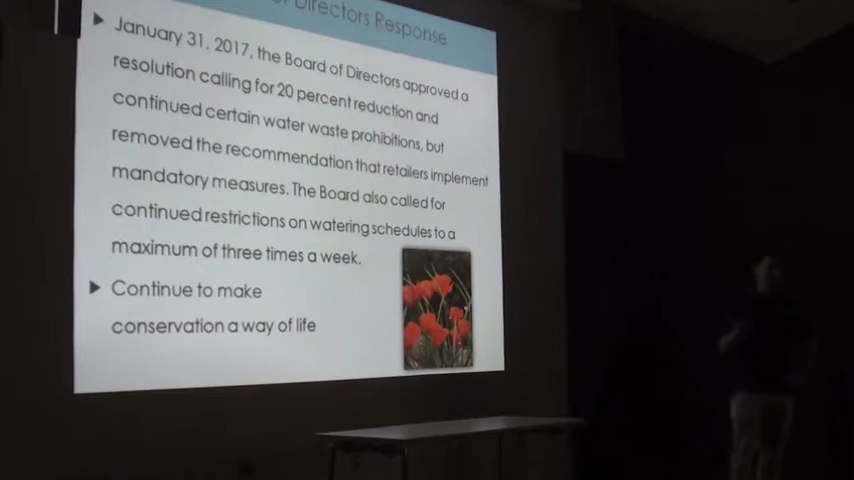 of Directors Response
January 31, 2017, the Board of Directors approved a
resolution calling for 20 percent reduction and
continued certain water waste prohibitions, but
removed the recommendation that retailers implement
mandatory measures. The Board also called for
continued restrictions on watering schedules to a
maximum of three times a week.
Continue to make
conservation a way of life